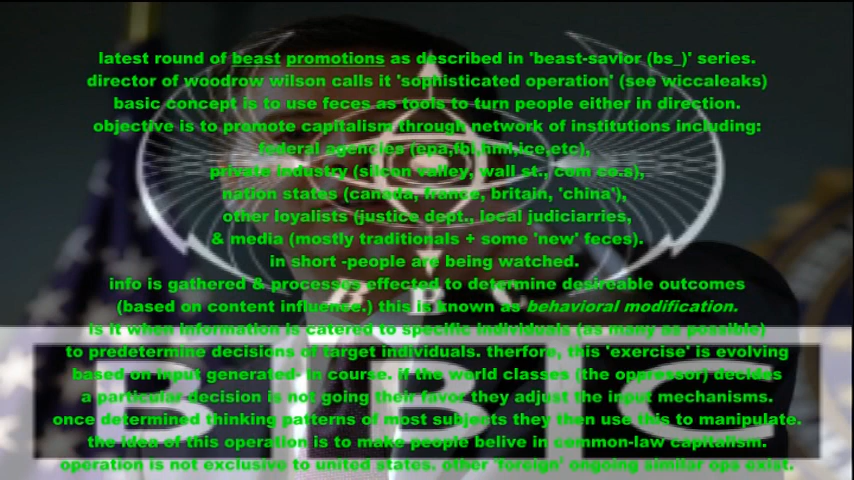 latest round of beast promotions as described in 'beast-savior (bs_)' series.
director of woodrow wilson calls it 'sophisticated operation' (see wiccaleaks)
basic concept is to use feces as tools to turn people either in direction.
objective is to promote capitalism through network of institutions including:
federal agencies (epa,fbi,hml,ice,etc),
private industry (silcon valley, wall st., com co.s),
nation states (canada, france, britain, 'china'),
other loyalists (justice dept., local judiciarries,
& media (mostly traditionals + some 'new' feces).
in short -people are being watched.
info is gathered & processes effected to determine desireable outcomes
(based on content influence.) this is known as behavioral modification.
is it when information is catered to specific individuals (as many as possible)
to predetermine decisions of target individuals. therfore, this 'exercise' is evolving
based on input generated- in course. if the world classes (the oppressor) decides
a particular decision is not going their favor they adjust the input mechanisms.
once determined thinking patterns of most subjects they then use this to manipulate.
the idea of this operation is to make people belive in common-law capitalism.
operation is not exclusive to united states. other 'foreign' ongoing similar ops exist.